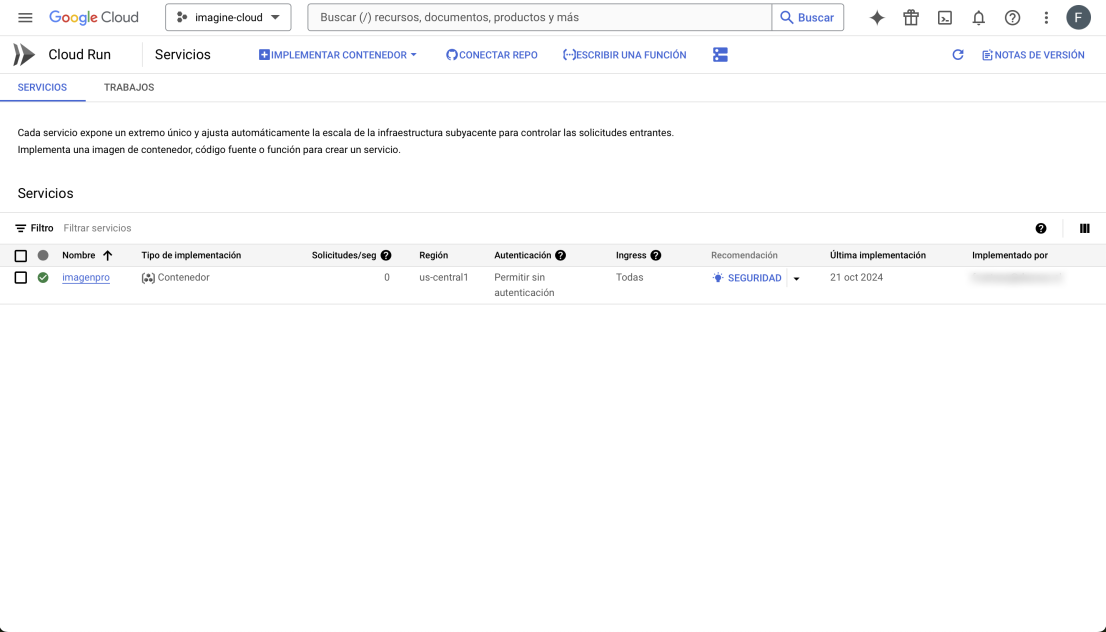 Google Cloud
imagine-cloud
Buscar (/) recursos, documentos, productos y más
Buscar
F
Cloud Run
Servicios
IMPLEMENTAR CONTENEDOR
CONECTAR REPO
ESCRIBIR UNA FUNCIÓN
NOTAS DE VERSIÓN
SERVICIOS
TRABAJOS
Cada servicio expone un extremo único y ajusta automáticamente la escala de la infraestructura subyacente para controlar las solicitudes entrantes.
Implementa una imagen de contenedor, código fuente o función para crear un servicio.
Servicios
Filtro Filtrar servicios
Nombre Tipo de implementación Solicitudes/seg Región Autenticación Ingress Recomendación Última implementación Implementado por
imagenpro Contenedor 0 us-central1 Permitir sin Todas SEGURIDAD 21 oct 2024
autenticación